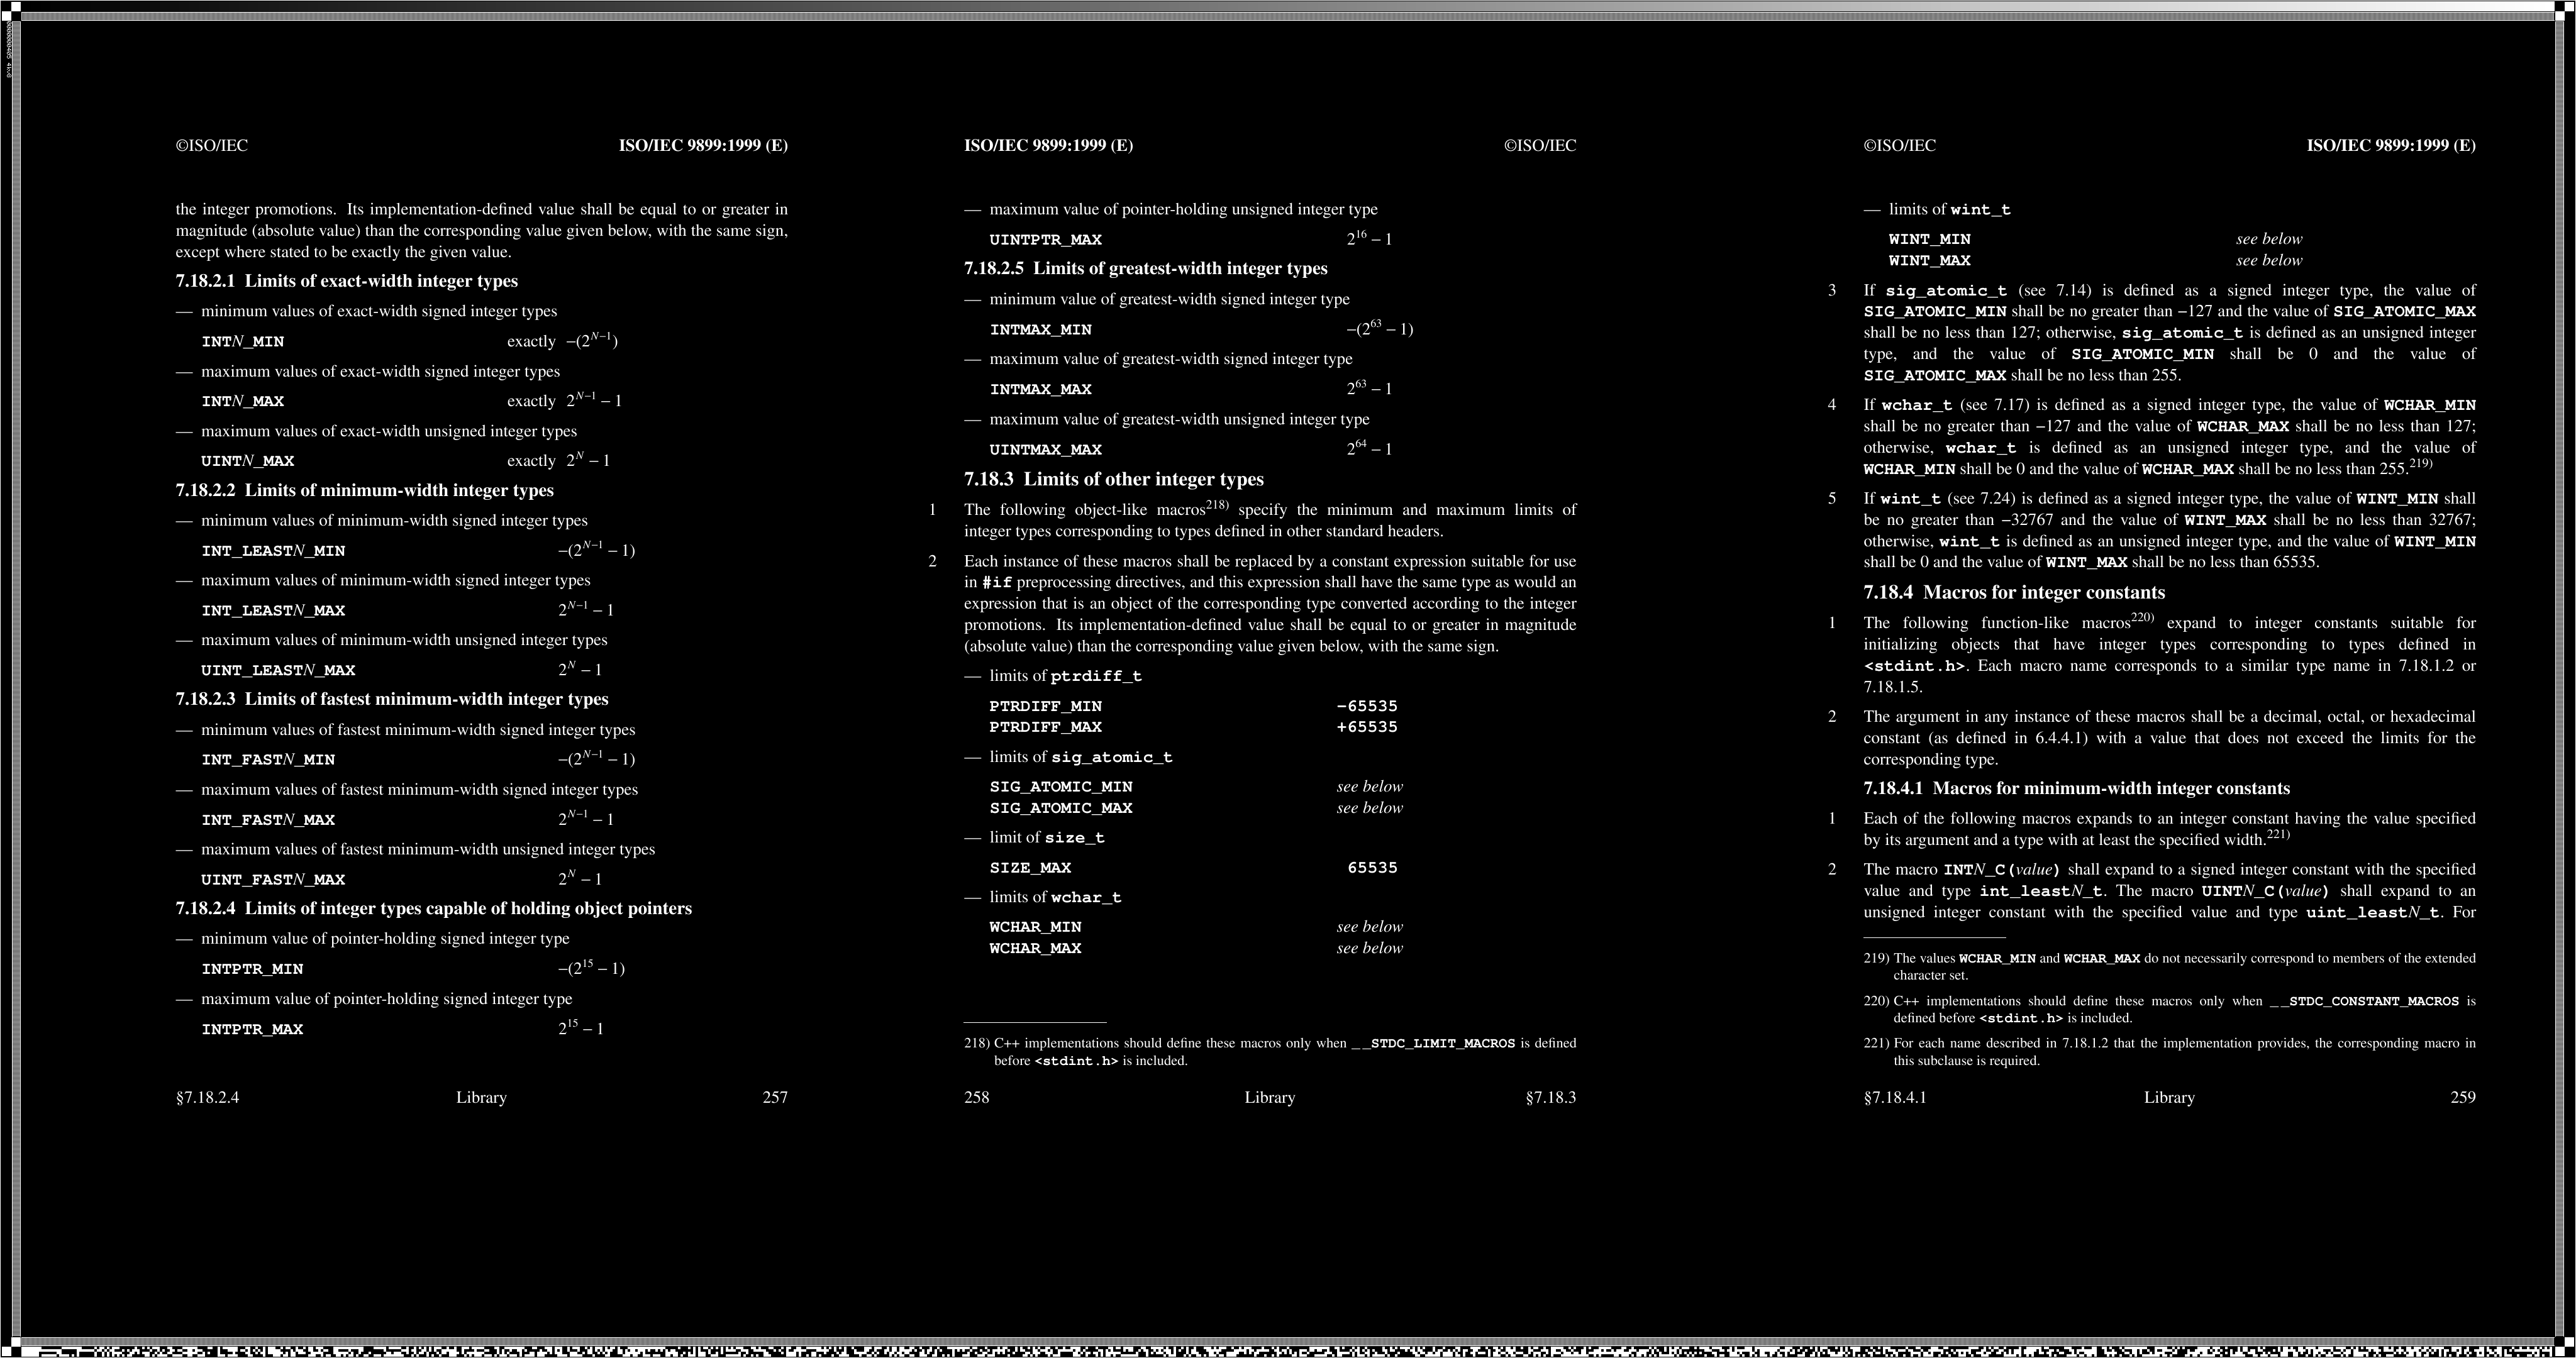 ©ISO/IEC ISO/IEC 9899:1999 (E)
the integer promotions. Its implementation-defined value shall be equal to or greater in
magnitude (absolute value) than the corresponding value given below, with the same sign,
except where stated to be exactly the given value.
7.18.2.1 Limits of exact-width integer types
— minimum values of exact-width signed integer types
INTN_MIN exactly −(2^{N−1})
— maximum values of exact-width signed integer types
INTN_MAX exactly 2^{N−1} − 1
— maximum values of exact-width unsigned integer types
UINTN_MAX exactly 2^N − 1
7.18.2.2 Limits of minimum-width integer types
— minimum values of minimum-width signed integer types
INT_LEASTN_MIN −(2^{N−1} − 1)
— maximum values of minimum-width signed integer types
INT_LEASTN_MAX 2^{N−1} − 1
— maximum values of minimum-width unsigned integer types
UINT_LEASTN_MAX 2^N − 1
7.18.2.3 Limits of fastest minimum-width integer types
— minimum values of fastest minimum-width signed integer types
INT_FASTN_MIN −(2^{N−1} − 1)
— maximum values of fastest minimum-width signed integer types
INT_FASTN_MAX 2^{N−1} − 1
— maximum values of fastest minimum-width unsigned integer types
UINT_FASTN_MAX 2^N − 1
7.18.2.4 Limits of integer types capable of holding object pointers
— minimum value of pointer-holding signed integer type
INTPTR_MIN −(2^{15} − 1)
— maximum value of pointer-holding signed integer type
INTPTR_MAX 2^{15} − 1
§7.18.2.4 Library 257
ISO/IEC 9899:1999 (E) ©ISO/IEC
— maximum value of pointer-holding unsigned integer type
UINTPTR_MAX 2^{16} − 1
7.18.2.5 Limits of greatest-width integer types
— minimum value of greatest-width signed integer type
INTMAX_MIN −(2^{63} − 1)
— maximum value of greatest-width signed integer type
INTMAX_MAX 2^{63} − 1
— maximum value of greatest-width unsigned integer type
UINTMAX_MAX 2^{64} − 1
7.18.3 Limits of other integer types
1 The following object-like macros^{218)} specify the minimum and maximum limits of
integer types corresponding to types defined in other standard headers.
2 Each instance of these macros shall be replaced by a constant expression suitable for use
in #if preprocessing directives, and this expression shall have the same type as would an
expression that is an object of the corresponding type converted according to the integer
promotions. Its implementation-defined value shall be equal to or greater in magnitude
(absolute value) than the corresponding value given below, with the same sign.
— limits of ptrdiff_t
PTRDIFF_MIN −65535
PTRDIFF_MAX +65535
— limits of sig_atomic_t
SIG_ATOMIC_MIN see below
SIG_ATOMIC_MAX see below
— limit of size_t
SIZE_MAX 65535
— limits of wchar_t
WCHAR_MIN see below
WCHAR_MAX see below
218) C++ implementations should define these macros only when __STDC_LIMIT_MACROS is defined
before <stdint.h> is included.
258 Library §7.18.3
©ISO/IEC ISO/IEC 9899:1999 (E)
— limits of wint_t
WINT_MIN see below
WINT_MAX see below
3 If sig_atomic_t (see 7.14) is defined as a signed integer type, the value of
SIG_ATOMIC_MIN shall be no greater than −127 and the value of SIG_ATOMIC_MAX
shall be no less than 127; otherwise, sig_atomic_t is defined as an unsigned integer
type, and the value of SIG_ATOMIC_MIN shall be 0 and the value of
SIG_ATOMIC_MAX shall be no less than 255.
4 If wchar_t (see 7.17) is defined as a signed integer type, the value of WCHAR_MIN
shall be no greater than −127 and the value of WCHAR_MAX shall be no less than 127;
otherwise, wchar_t is defined as an unsigned integer type, and the value of
WCHAR_MIN shall be 0 and the value of WCHAR_MAX shall be no less than 255.^{219)}
5 If wint_t (see 7.24) is defined as a signed integer type, the value of WINT_MIN shall
be no greater than −32767 and the value of WINT_MAX shall be no less than 32767;
otherwise, wint_t is defined as an unsigned integer type, and the value of WINT_MIN
shall be 0 and the value of WINT_MAX shall be no less than 65535.
7.18.4 Macros for integer constants
1 The following function-like macros^{220)} expand to integer constants suitable for
initializing objects that have integer types corresponding to types defined in
<stdint.h>. Each macro name corresponds to a similar type name in 7.18.1.2 or
7.18.1.5.
2 The argument in any instance of these macros shall be a decimal, octal, or hexadecimal
constant (as defined in 6.4.4.1) with a value that does not exceed the limits for the
corresponding type.
7.18.4.1 Macros for minimum-width integer constants
1 Each of the following macros expands to an integer constant having the value specified
by its argument and a type with at least the specified width.^{221)}
2 The macro INTN_C(value) shall expand to a signed integer constant with the specified
value and type int_leastN_t. The macro UINTN_C(value) shall expand to an
unsigned integer constant with the specified value and type uint_leastN_t. For
219) The values WCHAR_MIN and WCHAR_MAX do not necessarily correspond to members of the extended
character set.
220) C++ implementations should define these macros only when __STDC_CONSTANT_MACROS is
defined before <stdint.h> is included.
221) For each name described in 7.18.1.2 that the implementation provides, the corresponding macro in
this subclause is required.
§7.18.4.1 Library 259